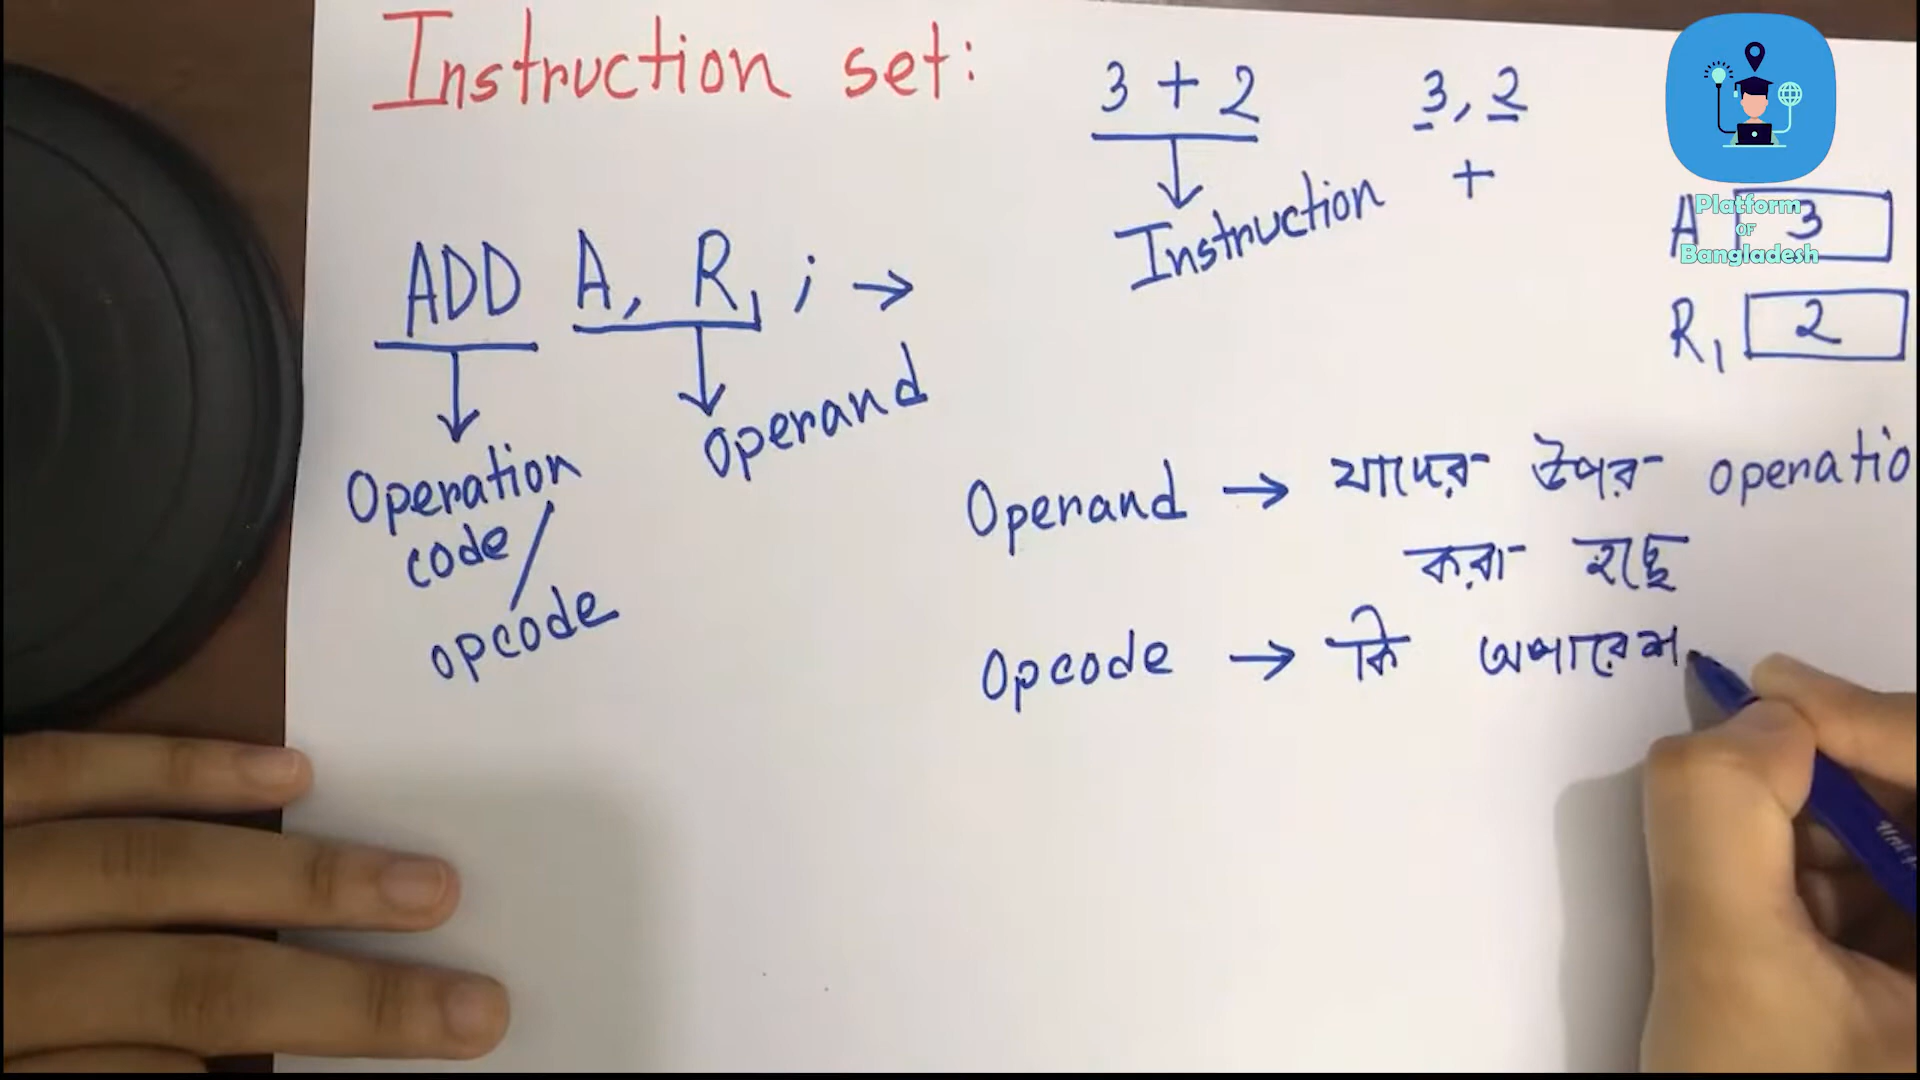 Instruction set:
3 + 2
3, 2
+
Instruction
A 3
R1 2
ADD A, R1 ; →
Operation
code/
opcode
Operand
Operand → যাদের উপর operatio
করা হচ্ছে
Opcode → কি অপারেশ
Platform
OF
Bangladesh